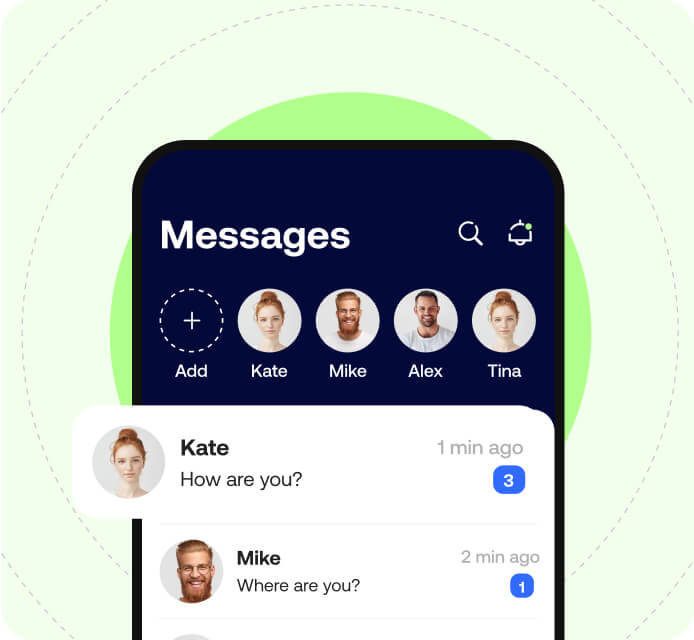 Messages
Add
Kate
Mike
Alex
Tina
Kate
1 min ago
How are you?
3
Mike
2 min ago
Where are you?
1